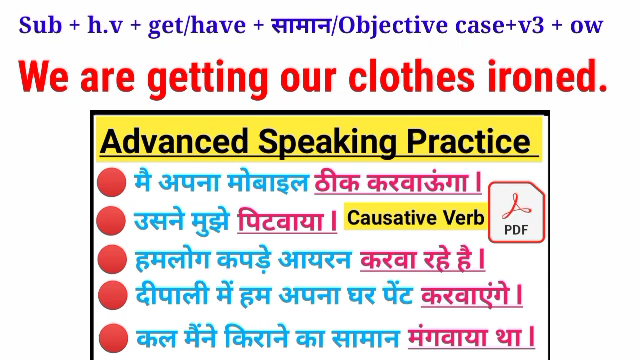 Sub + h.v + get/have + सामान/Objective case+v3 + ow
We are getting our clothes ironed.
Advanced Speaking Practice
मै अपना मोबाइल ठीक करवाऊंगा।
उसने मुझे पिटवाया। Causative Verb
PDF
हमलोग कपड़े आयरन करवा रहे है।
दीपाली में हम अपना घर पेंट करवाएंगे।
कल मैंने किराने का सामान मंगवाया था।